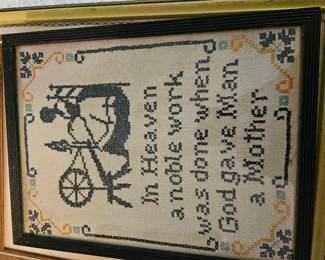 In Heaven
a noble work
was done when
God gave Man
a Mother